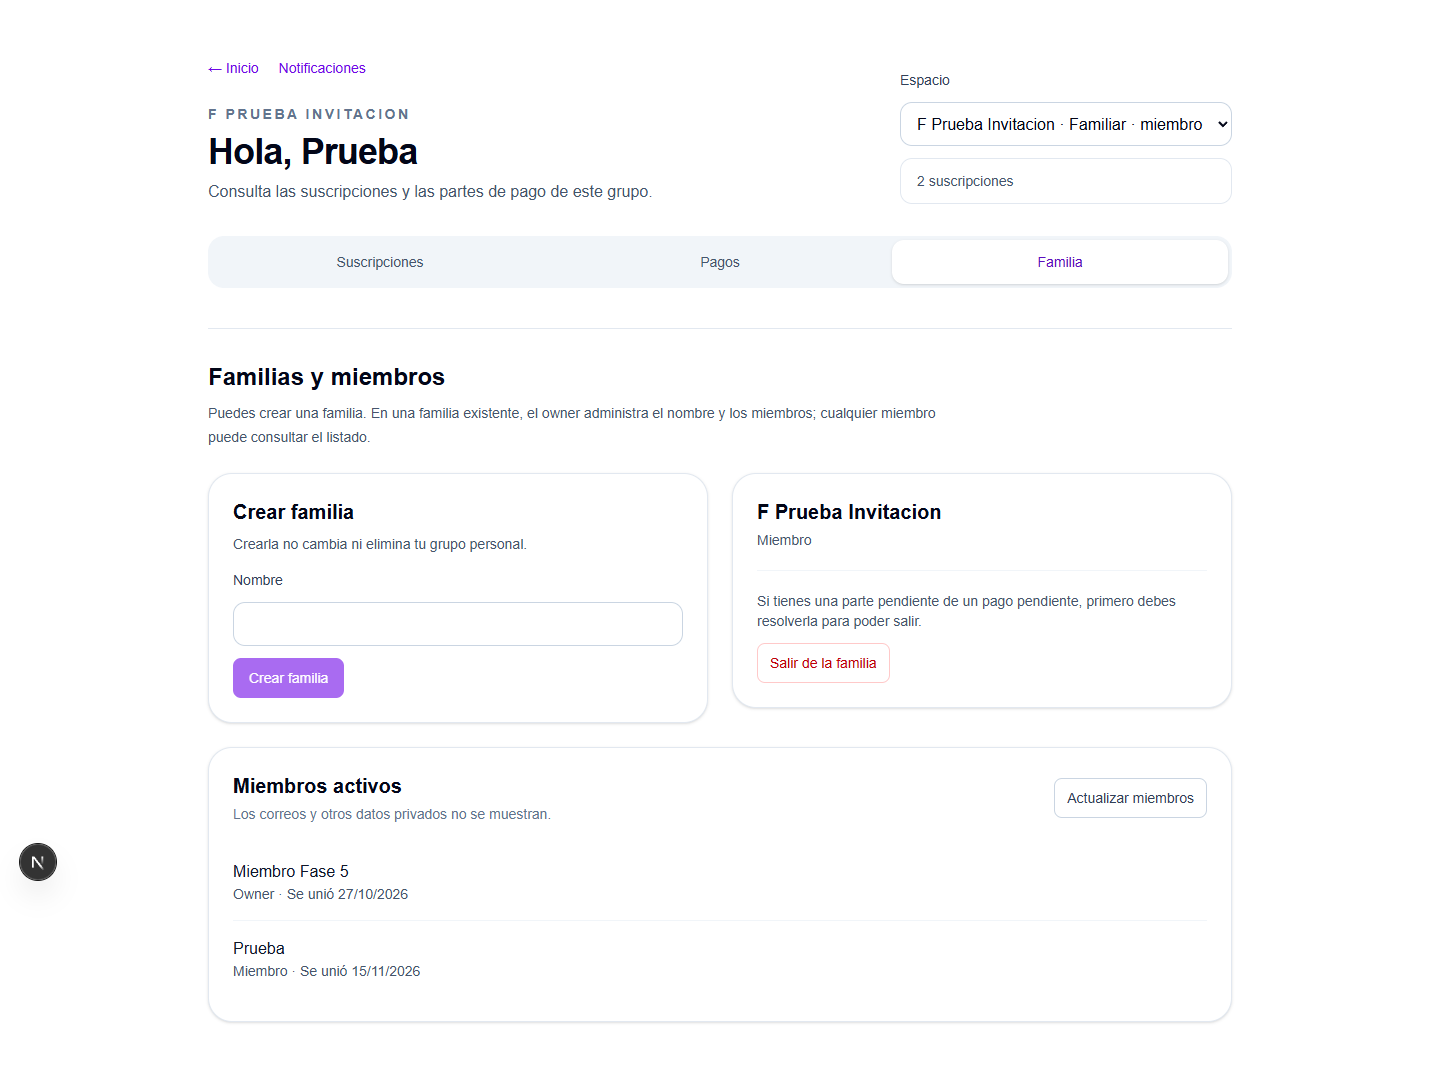 ← Inicio Notificaciones
F PRUEBA INVITACION
Hola, Prueba
Consulta las suscripciones y las partes de pago de este grupo.
Espacio
F Prueba Invitacion · Familiar · miembro
2 suscripciones
Suscripciones Pagos Familia
Familias y miembros
Puedes crear una familia. En una familia existente, el owner administra el nombre y los miembros; cualquier miembro
puede consultar el listado.
Crear familia
Crearla no cambia ni elimina tu grupo personal.
Nombre
Crear familia
F Prueba Invitacion
Miembro
Si tienes una parte pendiente de un pago pendiente, primero debes
resolverla para poder salir.
Salir de la familia
Miembros activos
Los correos y otros datos privados no se muestran.
Actualizar miembros
Miembro Fase 5
Owner · Se unió 27/10/2026
Prueba
Miembro · Se unió 15/11/2026
N